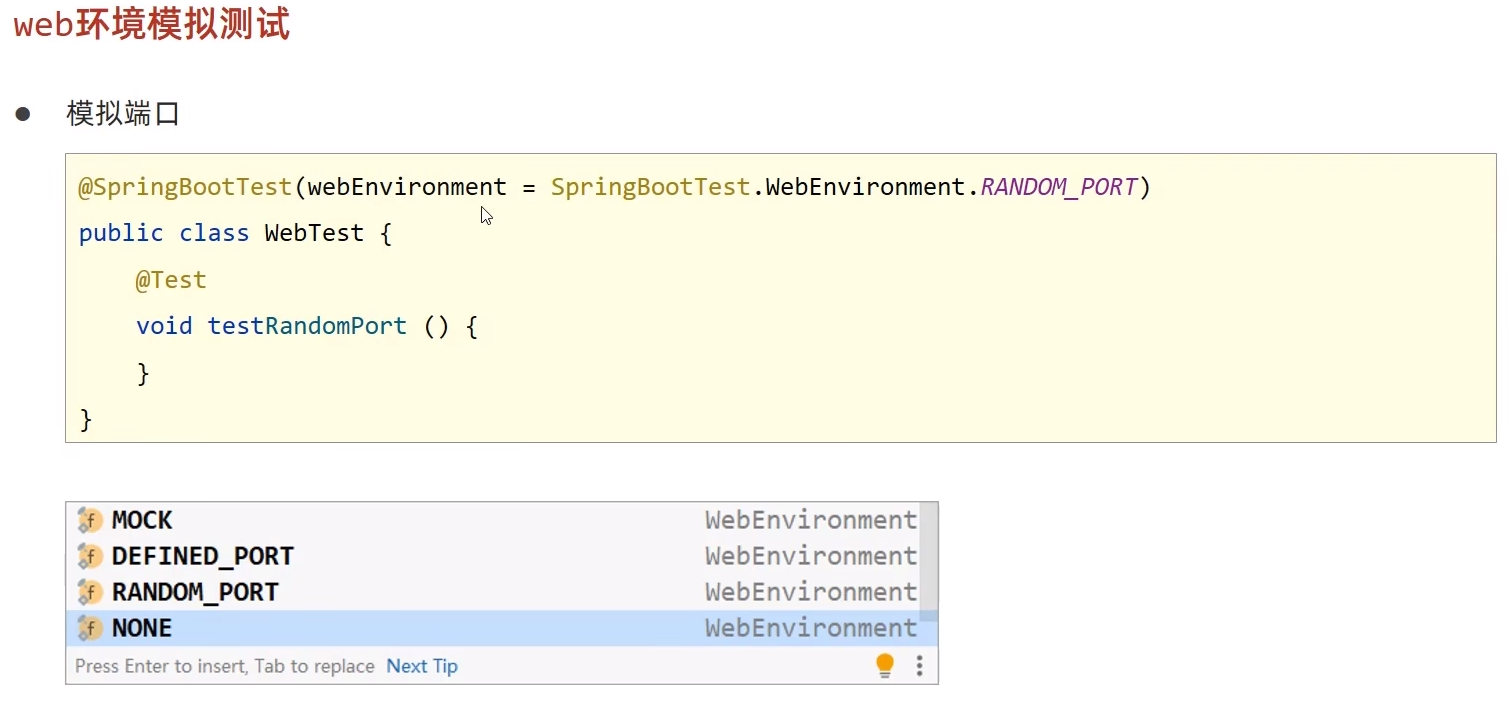 web环境模拟测试
● 模拟端口
@SpringBootTest(webEnvironment = SpringBootTest.WebEnvironment.RANDOM_PORT)
public class WebTest {
@Test
void testRandomPort () {
}
}
MOCK WebEnvironment
DEFINED_PORT WebEnvironment
RANDOM_PORT WebEnvironment
NONE WebEnvironment
Press Enter to insert, Tab to replace Next Tip